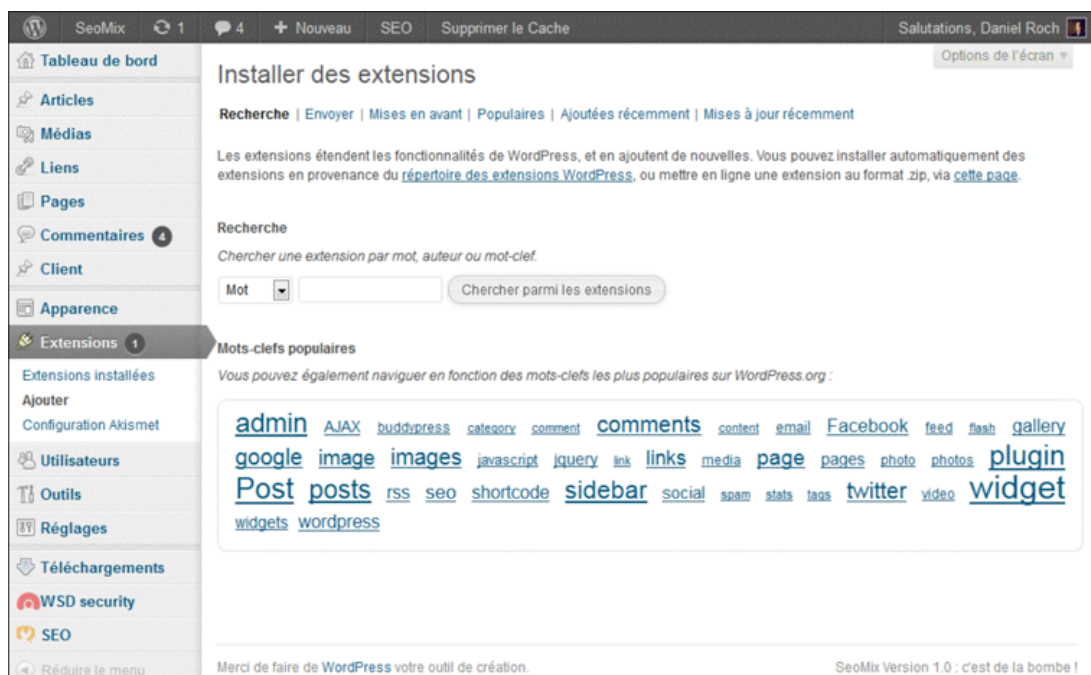 SeoMix 1 4 + Nouveau SEO Supprimer le Cache Salutations, Daniel Roch
Options de l'écran
Tableau de bord
Articles
Médias
Liens
Pages
Commentaires 4
Client
Apparence
Extensions 1
Extensions installées
Ajouter
Configuration Akismet
Utilisateurs
Outils
Réglages
Téléchargements
WSD security
SEO
Réduire le menu
Installer des extensions
Recherche | Envoyer | Mises en avant | Populaires | Ajoutées récemment | Mises à jour récemment
Les extensions étendent les fonctionnalités de WordPress, et en ajoutent de nouvelles. Vous pouvez installer automatiquement des
extensions en provenance du répertoire des extensions WordPress, ou mettre en ligne une extension au format .zip, via cette page.
Recherche
Chercher une extension par mot, auteur ou mot-clef.
Mot Chercher parmi les extensions
Mots-clefs populaires
Vous pouvez également naviguer en fonction des mots-clefs les plus populaires sur WordPress.org :
admin AJAX buddypress category comment comments content email Facebook feed flash gallery
google image images javascript jquery link links media page pages photo photos plugin
Post posts rss seo shortcode sidebar social spam stats tags twitter video widget
widgets wordpress
Merci de faire de WordPress votre outil de création. SeoMix Version 1.0 : c'est de la bombe !